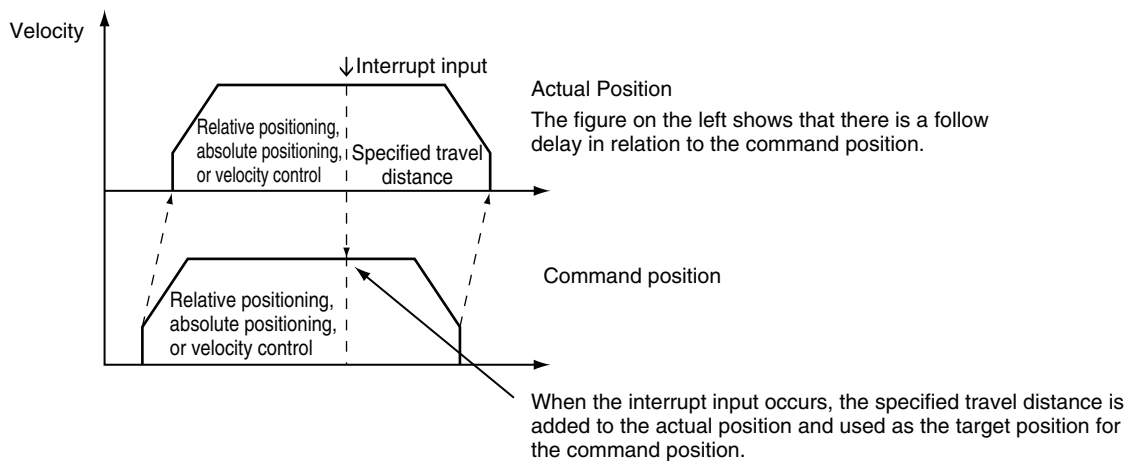 Velocity
Interrupt input
Actual Position
The figure on the left shows that there is a follow
delay in relation to the command position.
Relative positioning,
absolute positioning,
or velocity control
Specified travel
distance
Command position
Relative positioning,
absolute positioning,
or velocity control
When the interrupt input occurs, the specified travel distance is
added to the actual position and used as the target position for
the command position.